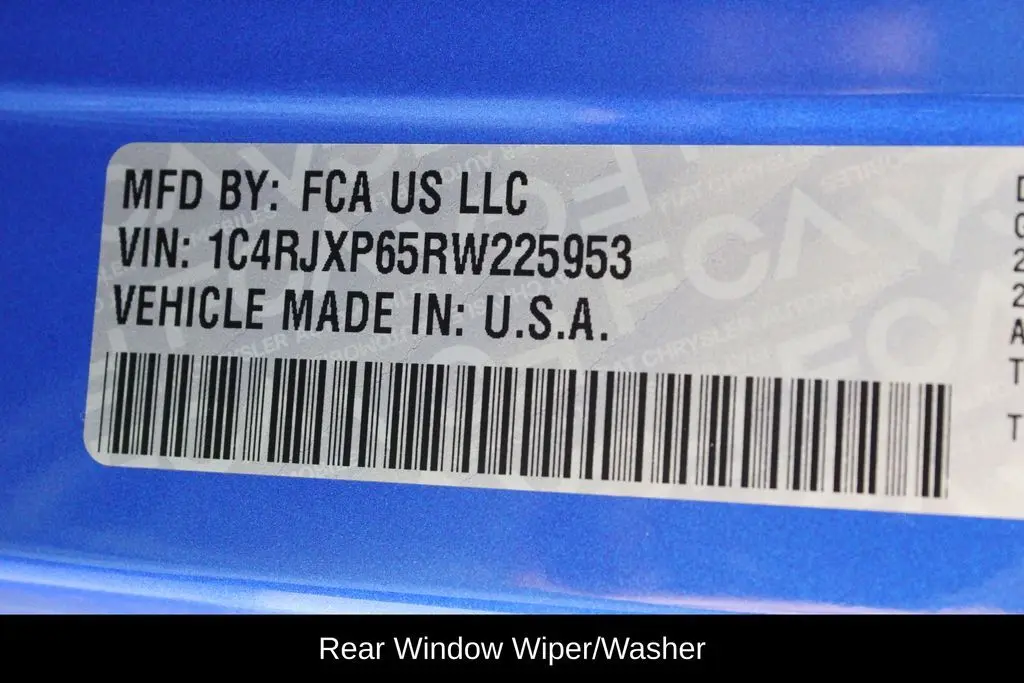 MFD BY: FCA US LLC
VIN: 1C4RJXP65RW225953
VEHICLE MADE IN: U.S.A.
Rear Window Wiper/Washer